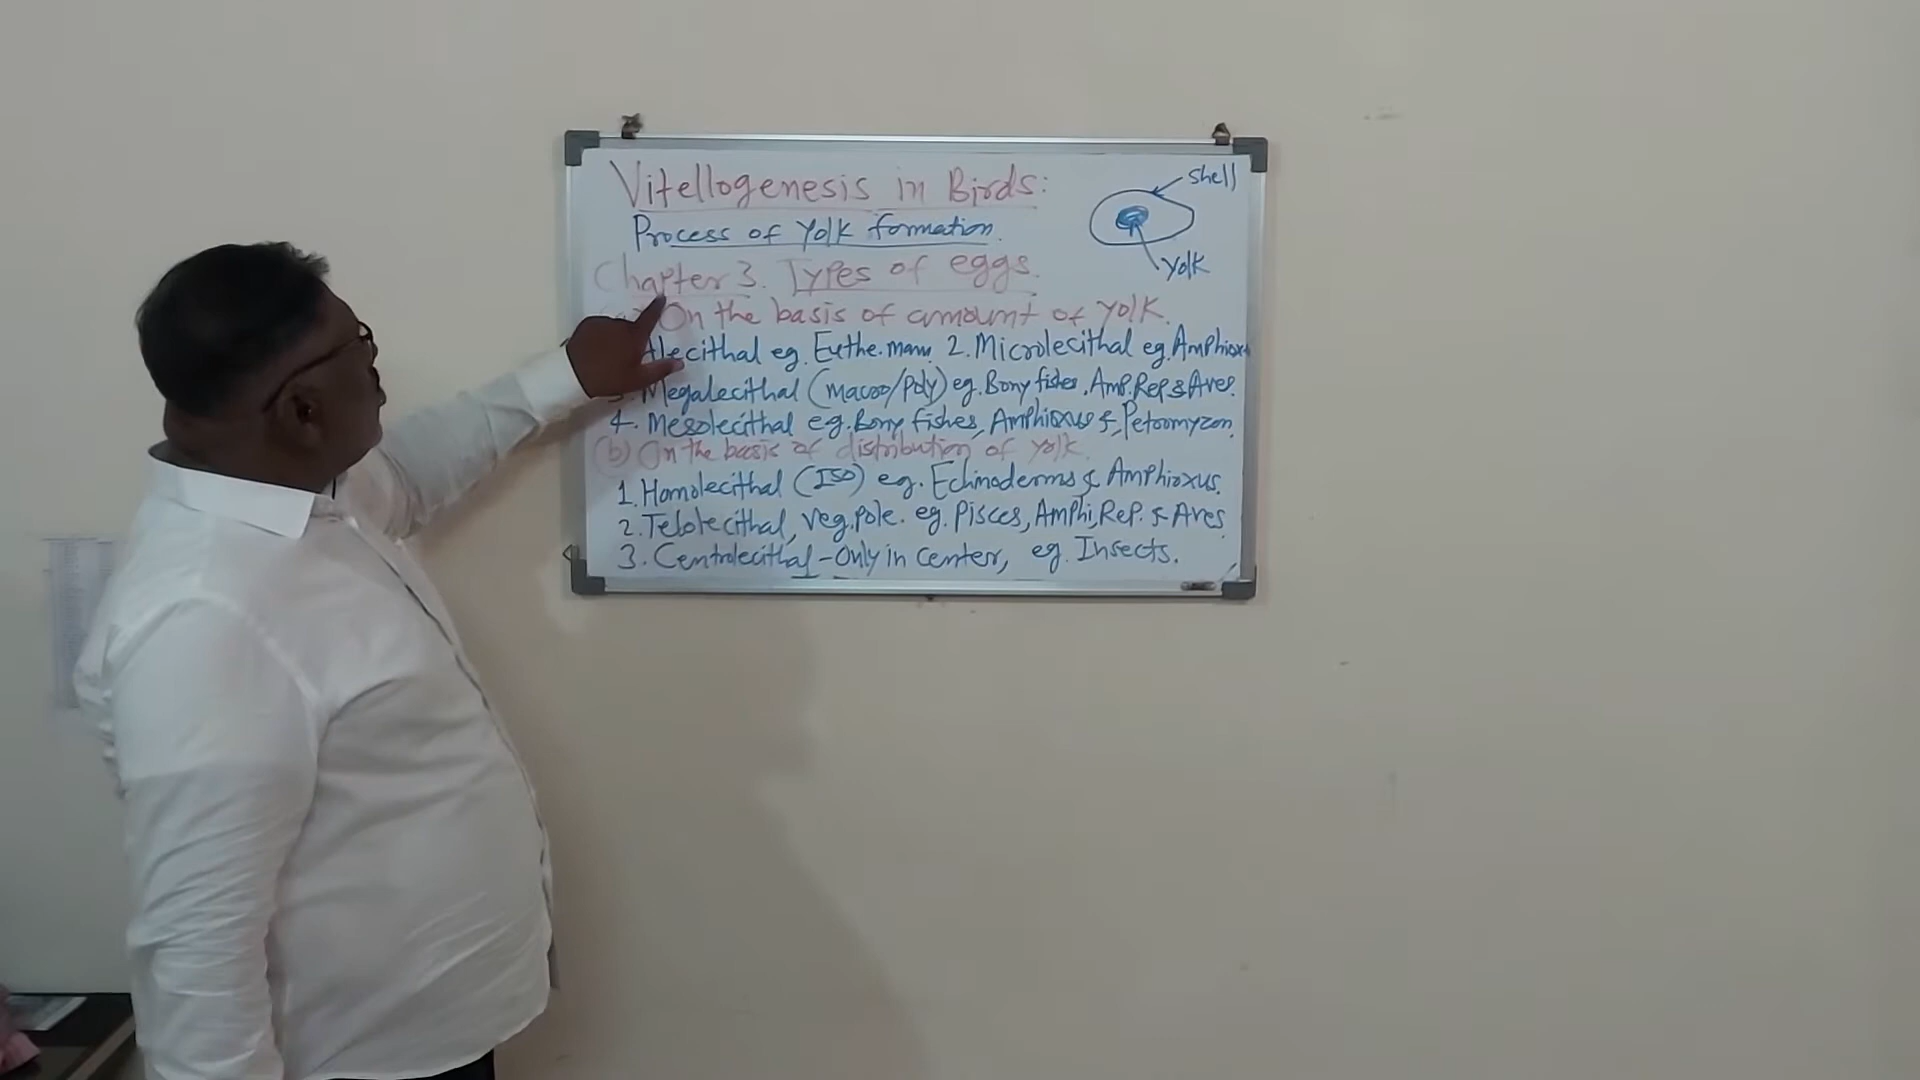 Vitellogenesis in Birds:
shell
Process of Yolk formation.
Yolk
Chapter 3. Types of eggs.
On the basis of amount of Yolk.
Alecithal eg. Euthe. mam 2. Microlecithal eg. Amphiox
3. Megalecithal (macro/Poly) eg. Bony fishes, Amp. Rep & Aves.
4. Mesolecithal eg. Bony fishes, Amphioxus & Petromyzon.
(b) On the basis of distribution of Yolk.
1. Homolecithal (Iso) eg. Echinoderms & Amphioxus.
2. Telolecithal, veg. pole. eg. Pisces, Amphi, Rep. & Aves
3. Centrolecithal - Only in center, eg. Insects.